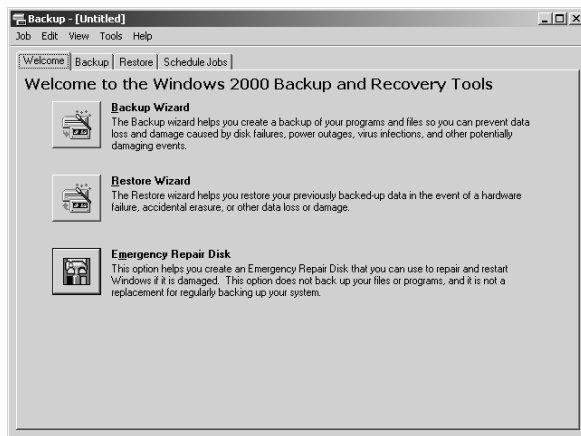 Backup - [Untitled]
Job Edit View Tools Help
Welcome Backup Restore Schedule Jobs
Welcome to the Windows 2000 Backup and Recovery Tools
Backup Wizard
The Backup wizard helps you create a backup of your programs and files so you can prevent data
loss and damage caused by disk failures, power outages, virus infections, and other potentially
damaging events.
Restore Wizard
The Restore wizard helps you restore your previously backed-up data in the event of a hardware
failure, accidental erasure, or other data loss or damage.
Emergency Repair Disk
This option helps you create an Emergency Repair Disk that you can use to repair and restart
Windows if it is damaged. This option does not back up your files or programs, and it is not a
replacement for regularly backing up your system.